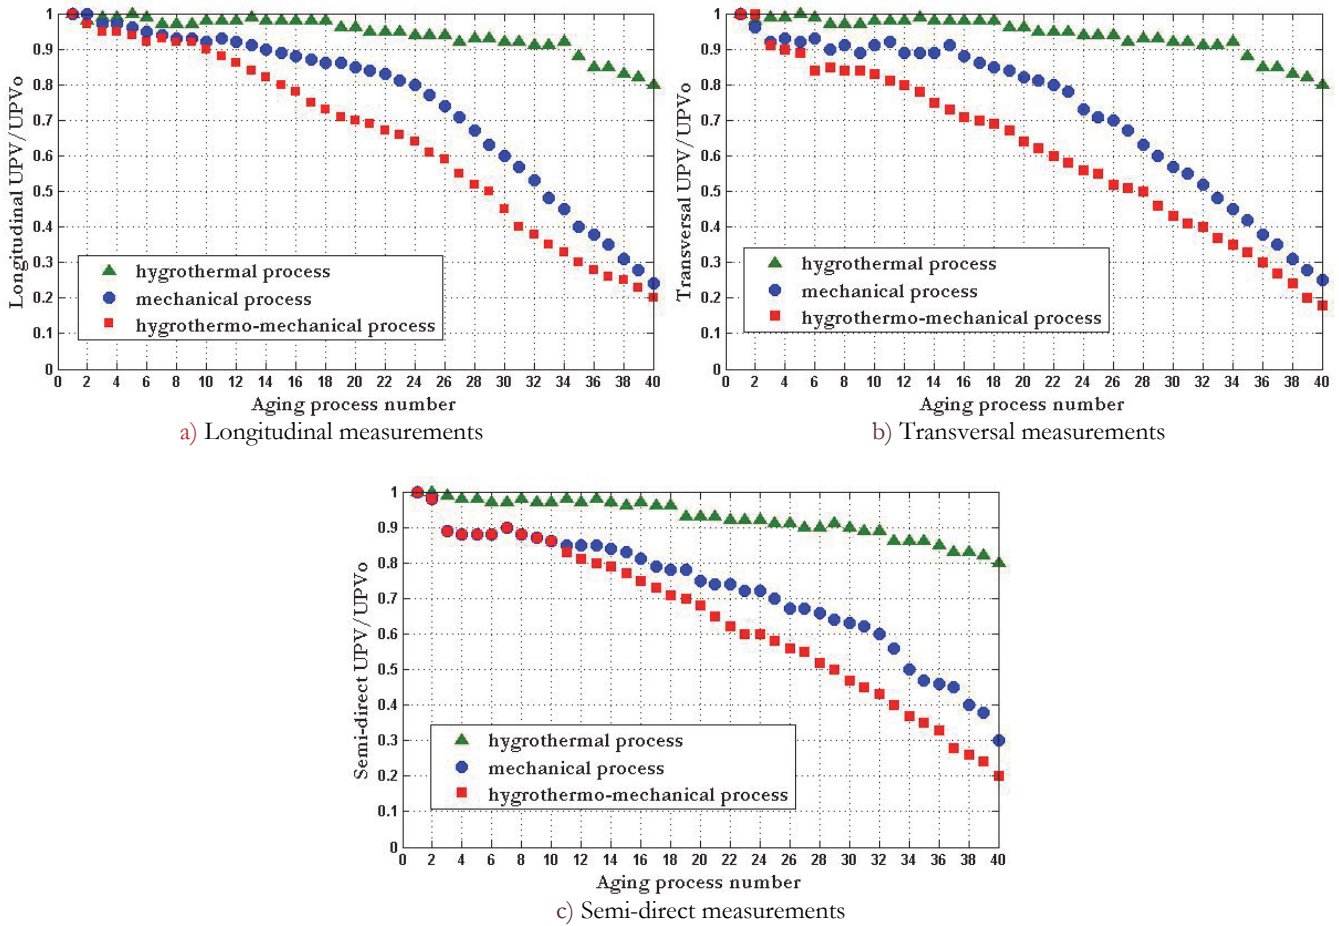 Longitudinal UPV/UPVo
1
0.9
0.8
0.7
0.6
0.5
0.4
0.3
0.2
0.1
0
hygrothermal process
mechanical process
hygrothermo-mechanical process
0 2 4 6 8 10 12 14 16 18 20 22 24 26 28 30 32 34 36 38 40
Aging process number
a) Longitudinal measurements
Transversal UPV/UPVo
1
0.9
0.8
0.7
0.6
0.5
0.4
0.3
0.2
0.1
0
hygrothermal process
mechanical process
hygrothermo-mechanical process
0 2 4 6 8 10 12 14 16 18 20 22 24 26 28 30 32 34 36 38 40
Aging process number
b) Transversal measurements
Semi-direct UPV/UPVo
1
0.9
0.8
0.7
0.6
0.5
0.4
0.3
0.2
0.1
0
hygrothermal process
mechanical process
hygrothermo-mechanical process
0 2 4 6 8 10 12 14 16 18 20 22 24 26 28 30 32 34 36 38 40
Aging process number
c) Semi-direct measurements